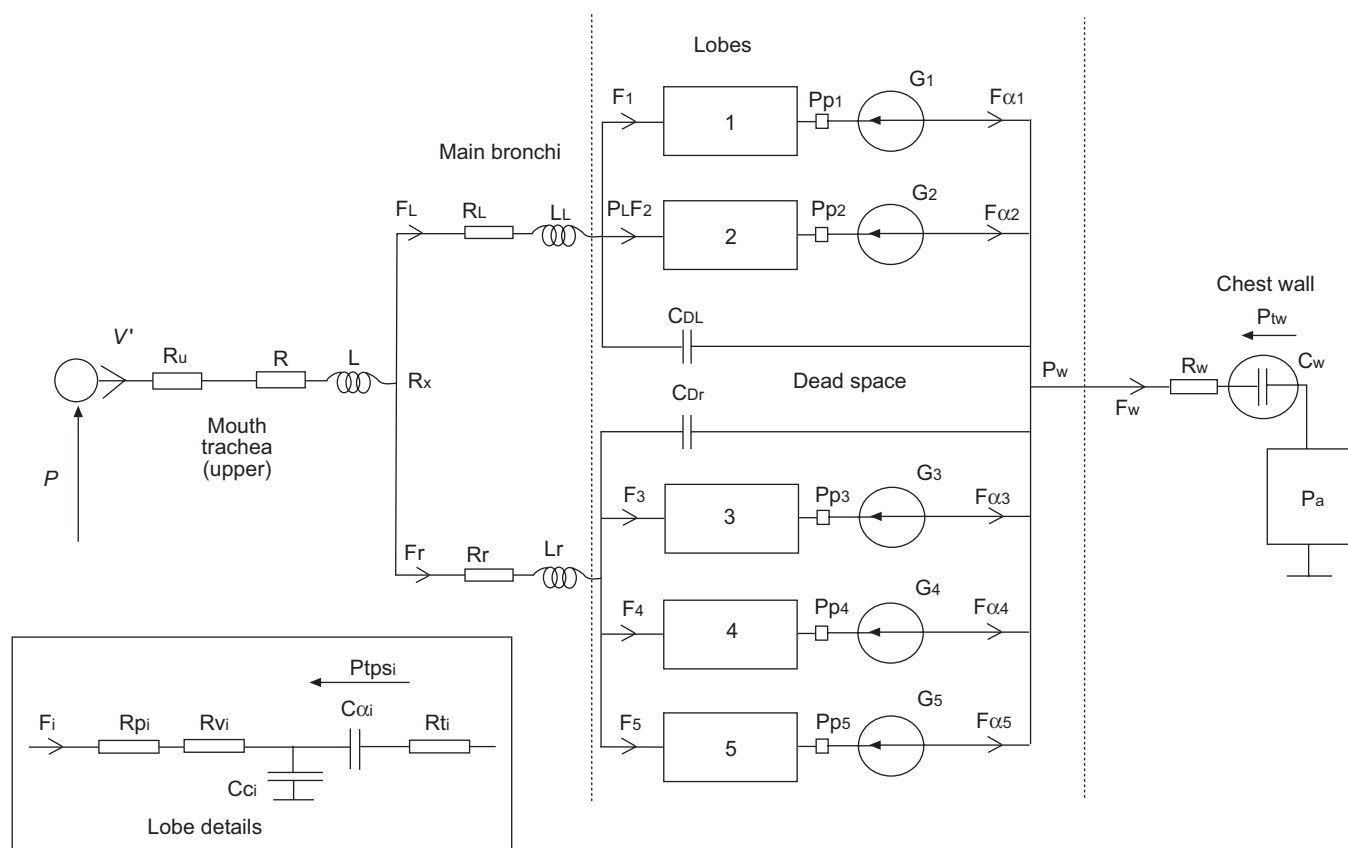 Lobes
Main bronchi
F1
1
Pp1
G1
Fα1
FL
RL
LL
PLF2
2
Pp2
G2
Fα2
Chest wall
Ptw
CDL
V'
Ru
R
L
Rx
Dead space
Pw
Rw
Cw
Fw
CDr
Mouth
trachea
(upper)
P
F3
3
Pp3
G3
Fα3
Pa
Fr
Rr
Lr
F4
4
Pp4
G4
Fα4
F5
5
Pp5
G5
Fα5
Ptpsi
Fi
Rpi
Rvi
Cαi
Rti
Cci
Lobe details